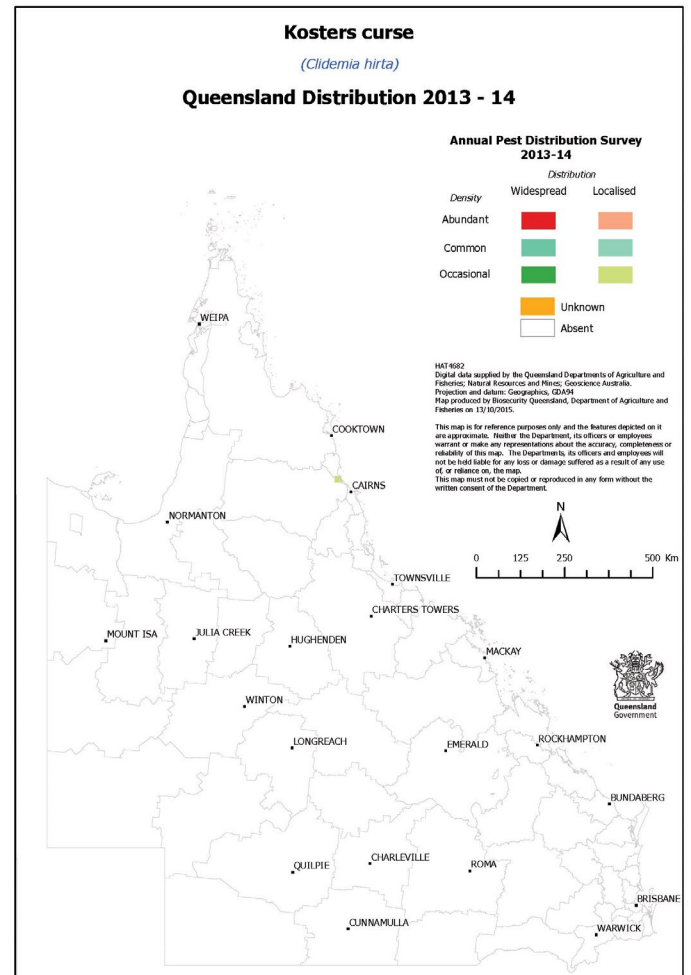 Kosters curse
(Clidemia hirta)
Queensland Distribution 2013 - 14
Annual Pest Distribution Survey
2013-14
Distribution
Density Widespread Localised
Abundant
Common
Occasional
Unknown
Absent
HAT4682
Digital data supplied by the Queensland Departments of Agriculture and
Fisheries; Natural Resources and Mines; Geoscience Australia.
Projection and datum: Geographics, GDA94
Map produced by Biosecurity Queensland, Department of Agriculture and
Fisheries on 13/10/2015.
This map is for reference purposes only and the features depicted on it
are approximate. Neither the Department, its officers or employees
warrant or make any representations about the accuracy, completeness or
reliability of this map. The Departments, its officers and employees will
not be held liable for any loss or damage suffered as a result of any use
of, or reliance on, the map.
This map must not be copied or reproduced in any form without the
written consent of the Department.
N
0 125 250 500 Km
WEIPA
COOKTOWN
CAIRNS
NORMANTON
TOWNSVILLE
CHARTERS TOWERS
MOUNT ISA
JULIA CREEK
HUGHENDEN
MACKAY
WINTON
Queensland
Government
LONGREACH
EMERALD
ROCKHAMPTON
BUNDABERG
QUILPIE
CHARLEVILLE
ROMA
BRISBANE
CUNNAMULLA
WARWICK